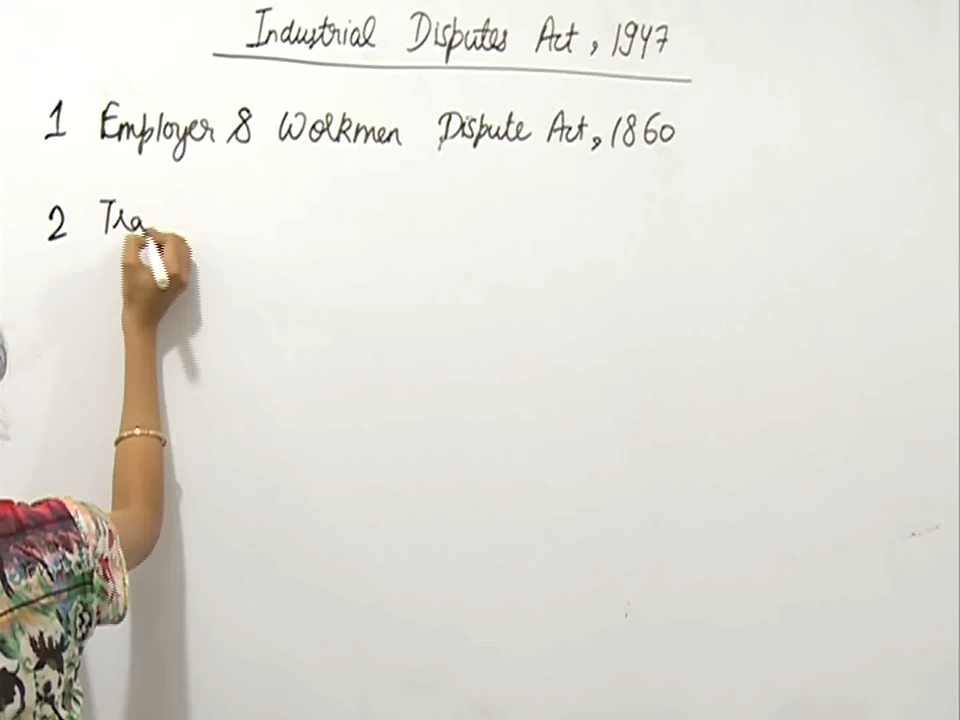 Industrial Disputes Act, 1947
1 Employer & Workmen Dispute Act, 1860
2 Tra